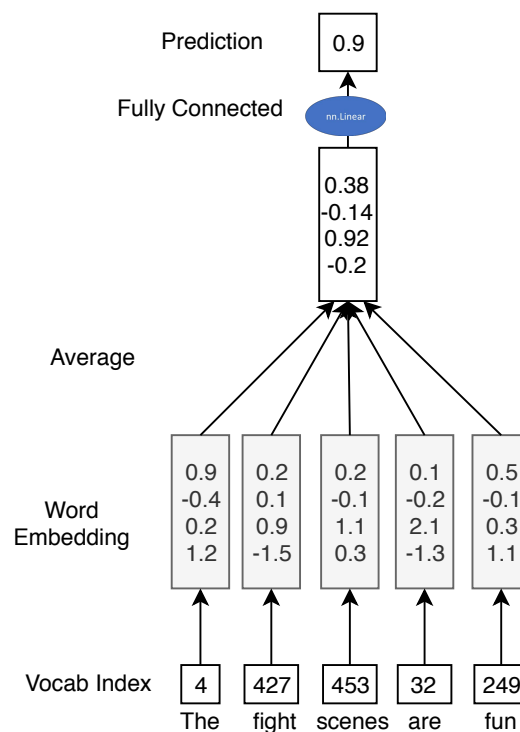 Prediction
0.9
Fully Connected
nn.Linear
0.38
-0.14
0.92
-0.2
Average
Word
Embedding
0.9
-0.4
0.2
1.2
0.2
0.1
0.9
-1.5
0.2
-0.1
1.1
0.3
0.1
-0.2
2.1
-1.3
0.5
-0.1
0.3
1.1
Vocab Index
4
427
453
32
249
The
fight
scenes
are
fun